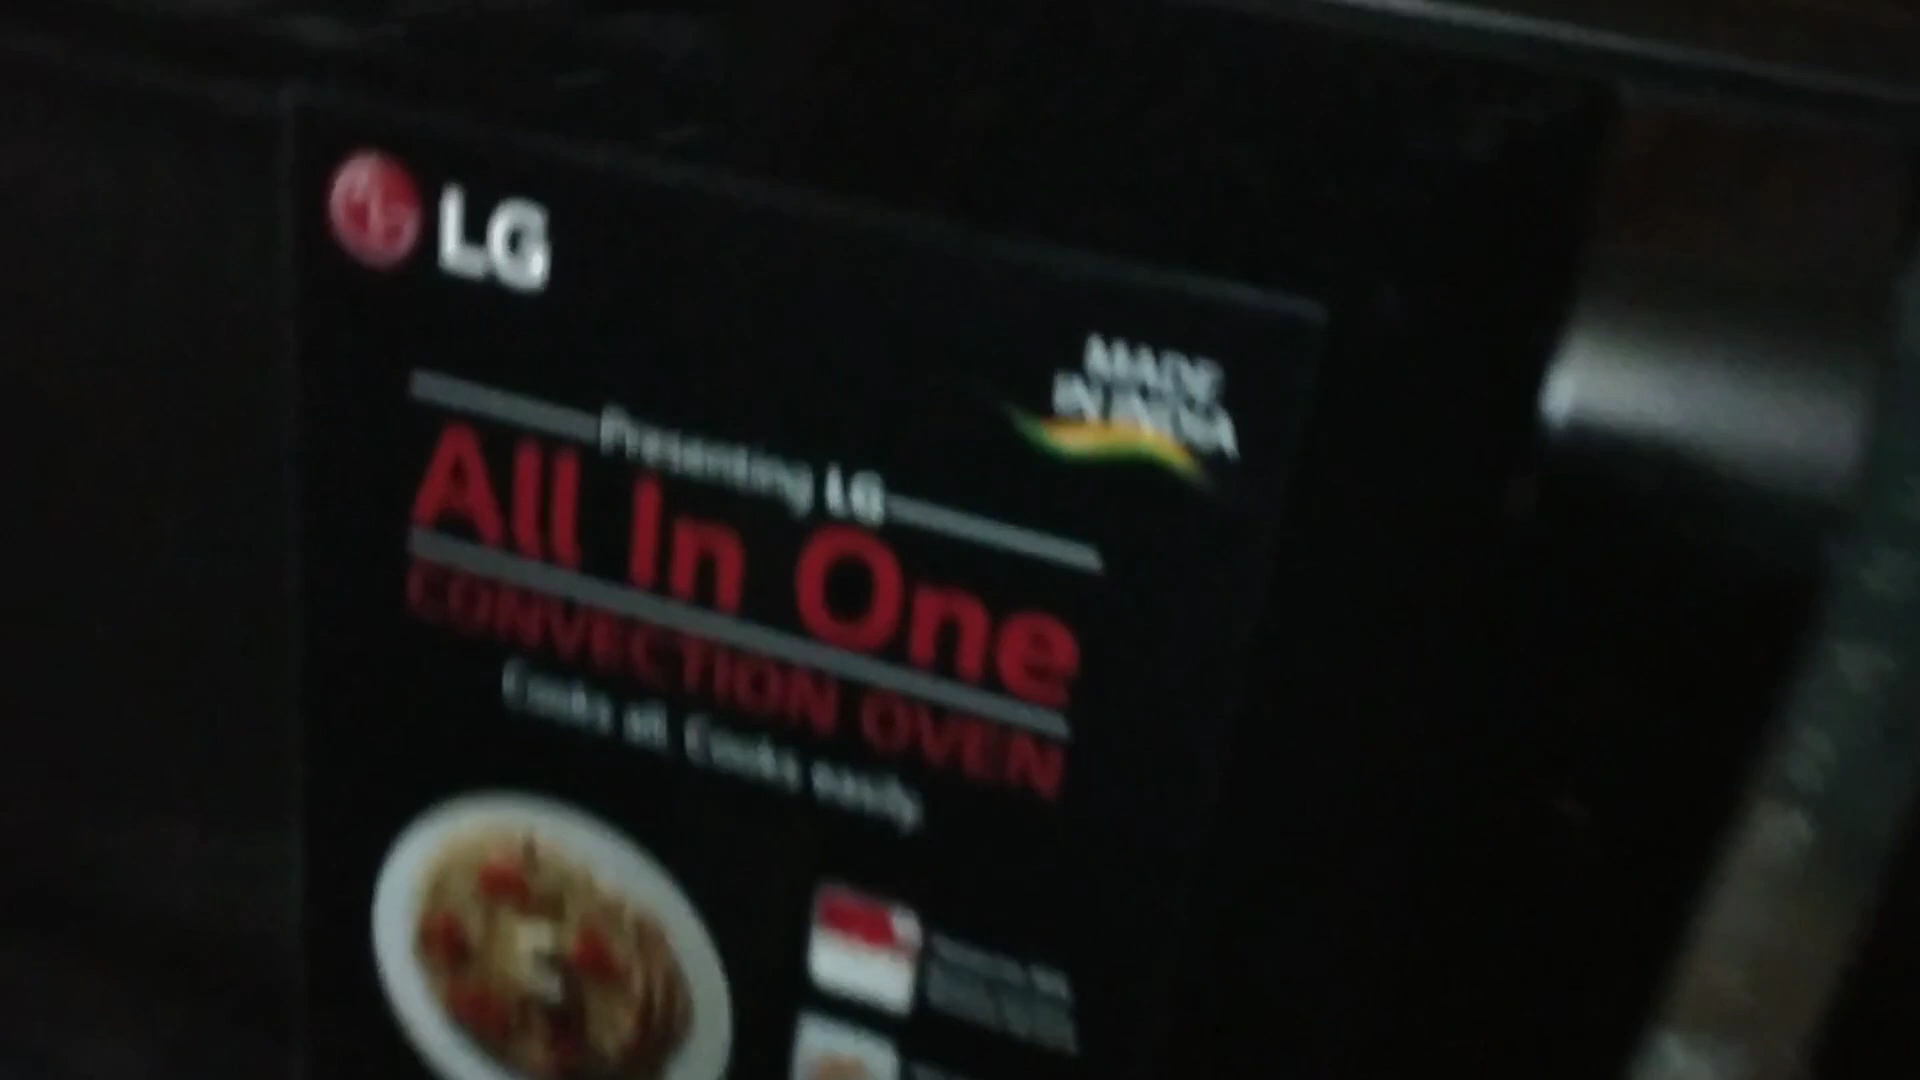 LG
MADE
IN INDIA
Presenting LG
All In One
CONVECTION OVEN
Cooks all. Cooks easily